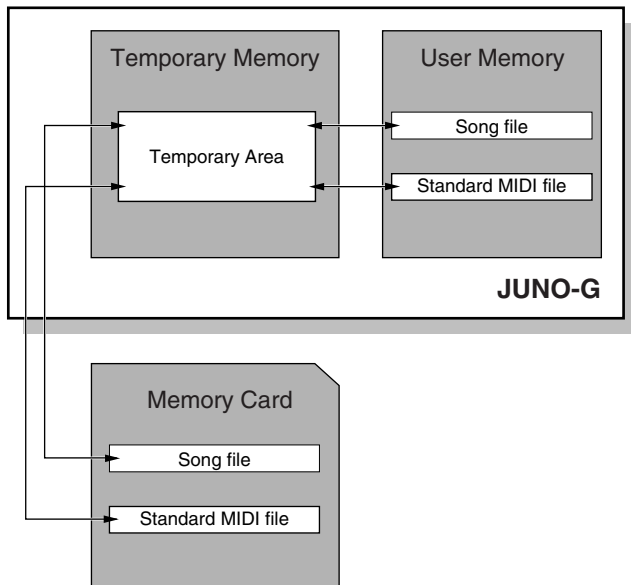 Temporary Memory
User Memory
Temporary Area
Song file
Standard MIDI file
JUNO-G
Memory Card
Song file
Standard MIDI file